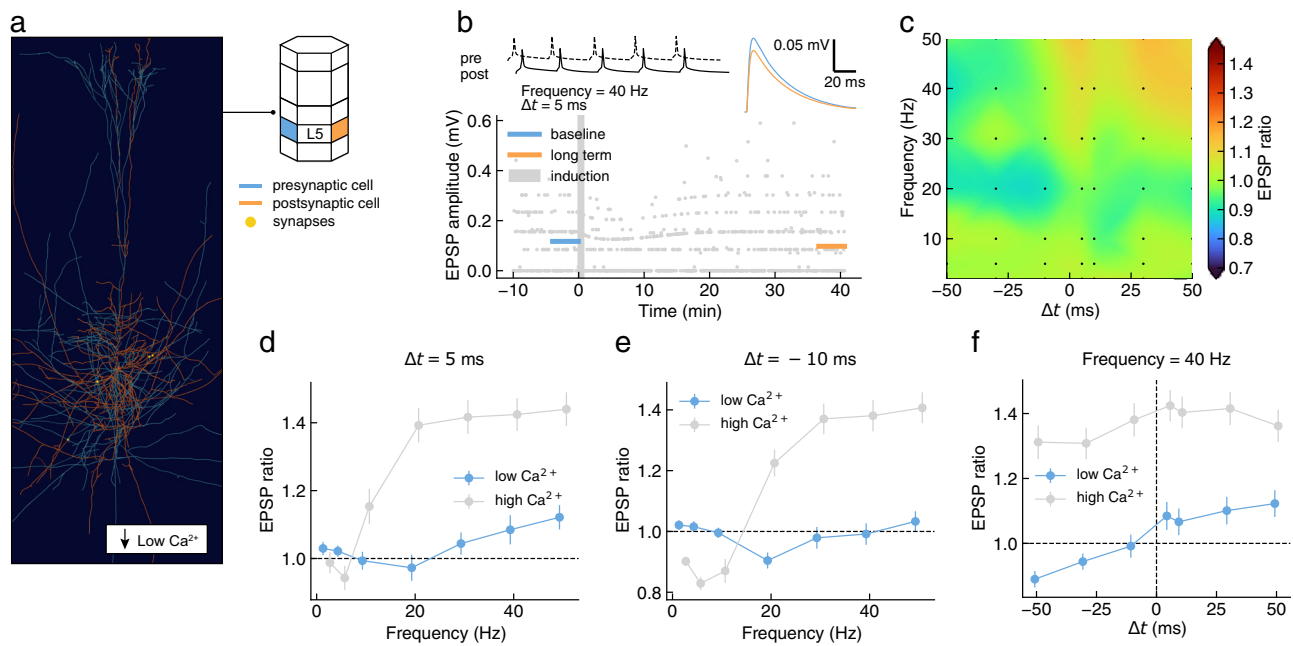 a
L5
presynaptic cell
postsynaptic cell
synapses
Low Ca²⁺
b
pre
post
Frequency = 40 Hz
Δt = 5 ms
0.05 mV
20 ms
EPSP amplitude (mV)
0.6
0.4
0.2
0.0
baseline
long term
induction
−10
0
10
20
30
40
Time (min)
c
Frequency (Hz)
50
40
30
20
10
−50
−25
0
25
50
Δt (ms)
1.4
1.3
1.2
1.1
1.0
0.9
0.8
0.7
EPSP ratio
d
Δt = 5 ms
EPSP ratio
1.4
1.2
1.0
low Ca²⁺
high Ca²⁺
0
20
40
Frequency (Hz)
e
Δt = − 10 ms
EPSP ratio
1.4
1.2
1.0
0.8
low Ca²⁺
high Ca²⁺
0
20
40
Frequency (Hz)
f
Frequency = 40 Hz
EPSP ratio
1.4
1.2
1.0
low Ca²⁺
high Ca²⁺
−50
−25
0
25
50
Δt (ms)